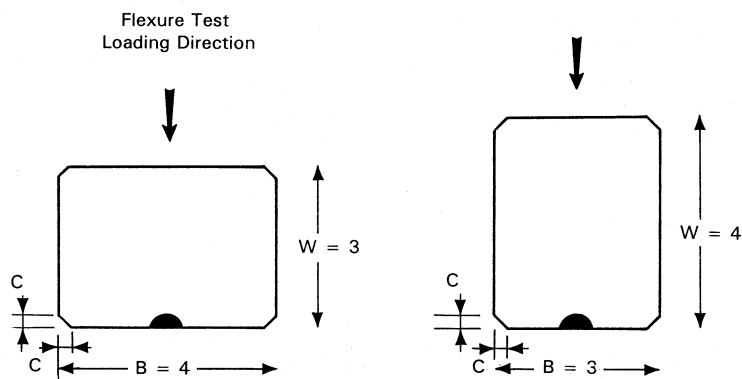 Flexure Test
Loading Direction
W = 3
C
C
B = 4
W = 4
C
C
B = 3